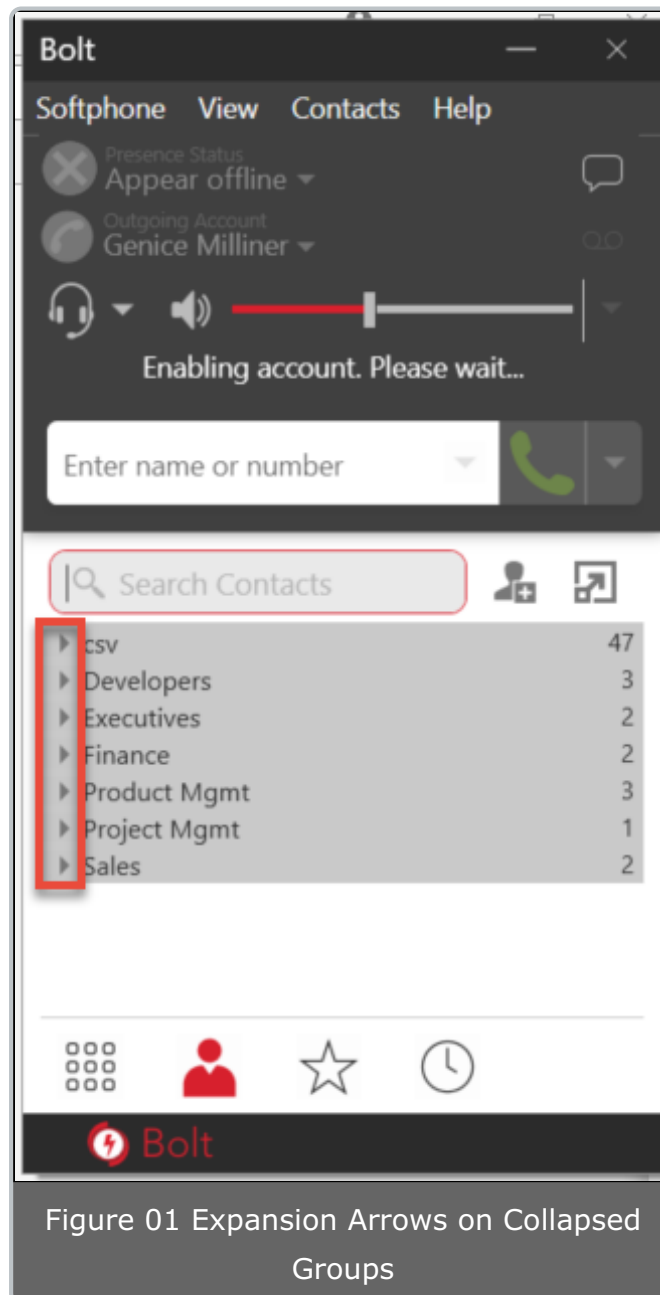 Bolt
Softphone View Contacts Help
Presence Status
Appear offline
Outgoing Account
Genice Milliner
Enabling account. Please wait...
Enter name or number
Search Contacts
csv 47
Developers 3
Executives 2
Finance 2
Product Mgmt 3
Project Mgmt 1
Sales 2
Bolt
Figure 01 Expansion Arrows on Collapsed
Groups